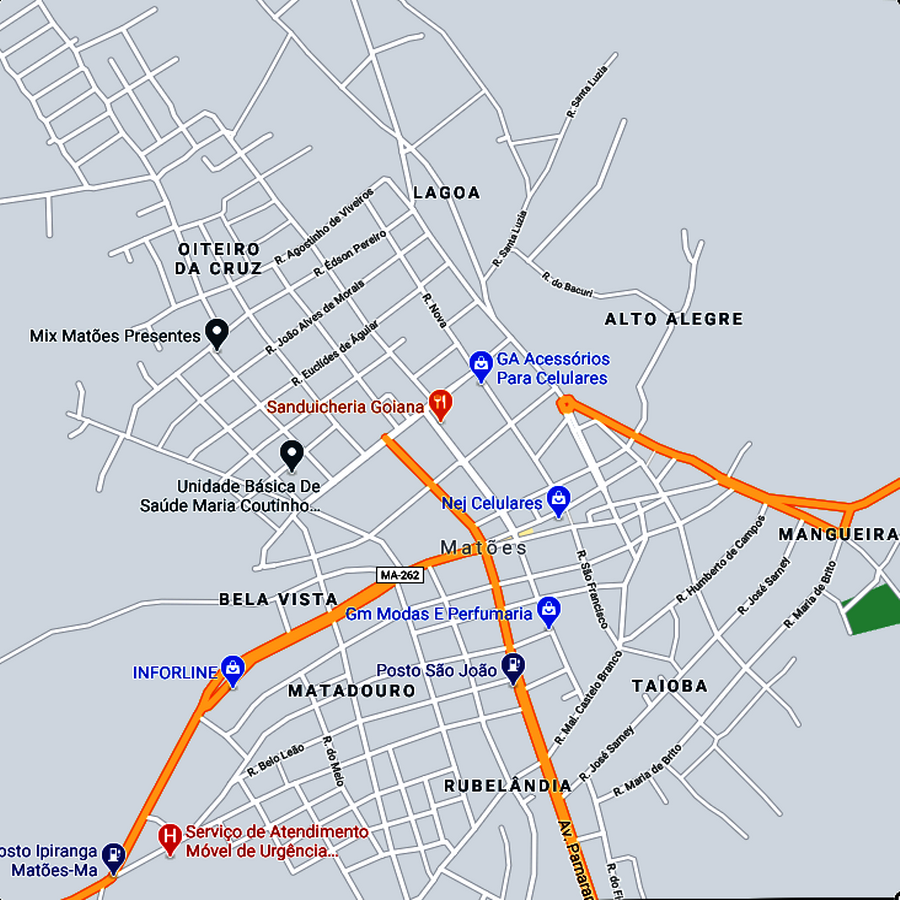 R. Santa Luzia
LAGOA
R. Agostinho de Viveiros
R. Santa Luzia
OITEIRO
DA CRUZ
R. Édson Pereiro
R. do Bacuri
R. João Alves de Morais
R. Nova
ALTO ALEGRE
Mix Matões Presentes
R. Euclídes de Aguiar
GA Acessórios
Para Celulares
Sanduicheria Goiana
Unidade Básica De
Saúde Maria Coutinho...
Nej Celulares
MANGUEIRA
Matões
MA-262
R. Humberto de Campos
R. José Sarney
R. São Francisco
R. Maria de Brito
BELA VISTA
Gm Modas E Perfumaria
INFORLINE
Posto São João
MATADOURO
TAIOBA
R. Mal. Castelo Branco
R. Belo Leão
R. do Meio
R. José Sarney
R. Maria de Brito
RUBELÂNDIA
H
Serviço de Atendimento
Móvel de Urgência...
osto Ipiranga
Matões-Ma
Av. Parnaran
R. do Fi